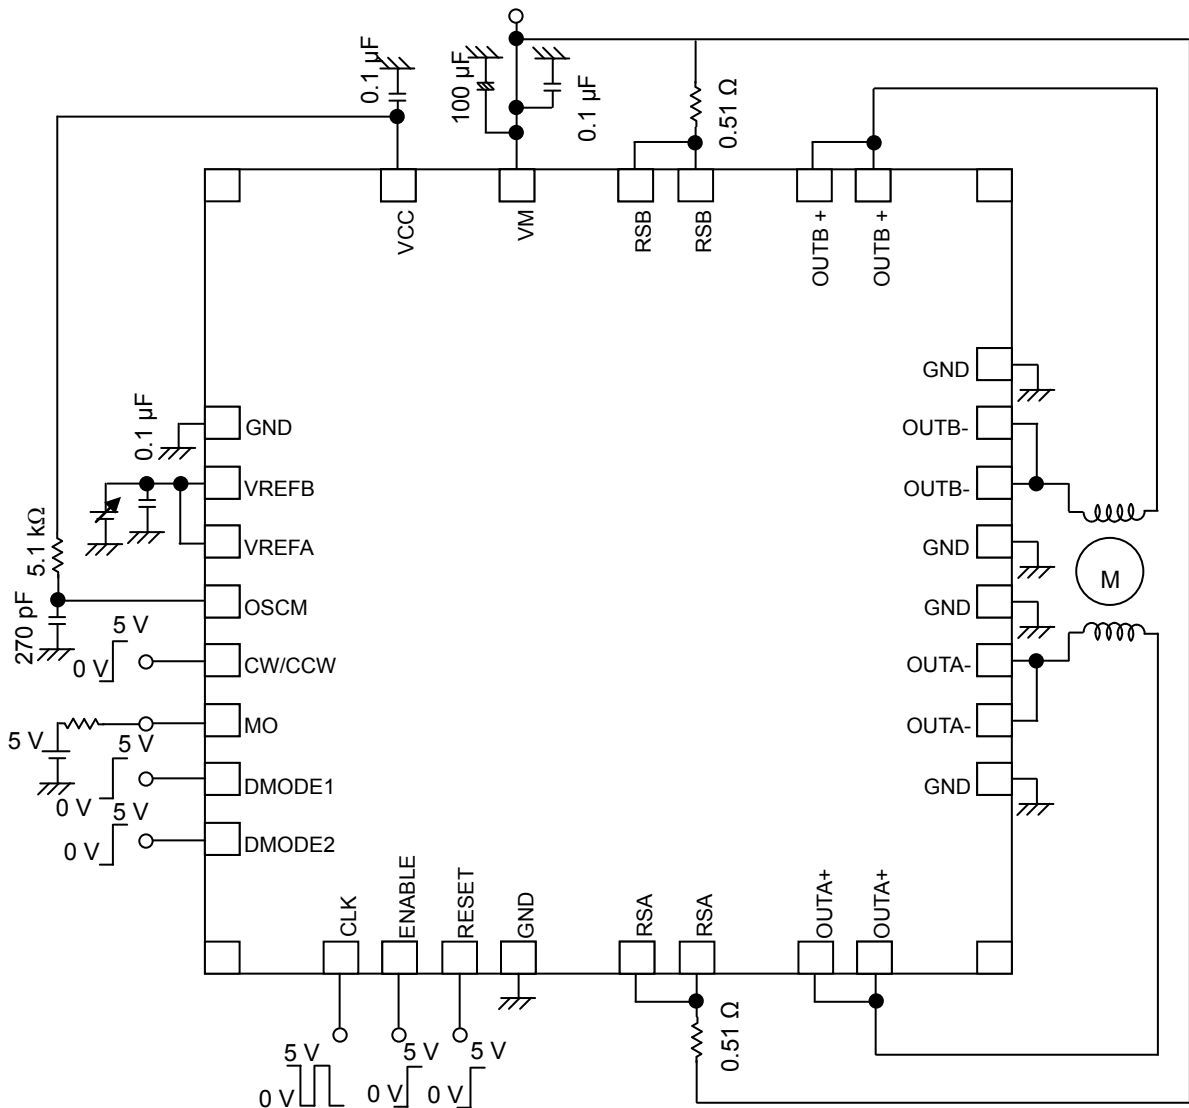 0.1 µF
100 µF
0.1 µF
0.51 Ω
VCC
VM
RSB
RSB
OUTB +
OUTB +
GND
OUTB-
OUTB-
GND
GND
OUTA-
OUTA-
GND
M
0.1 µF
GND
VREFB
VREFA
5.1 kΩ
OSCM
270 pF
5 V
0 V
CW/CCW
MO
5 V
5 V
DMODE1
0 V
5 V
DMODE2
0 V
CLK
ENABLE
RESET
GND
RSA
RSA
OUTA+
OUTA+
0.51 Ω
5 V
5 V
5 V
0 V
0 V
0 V